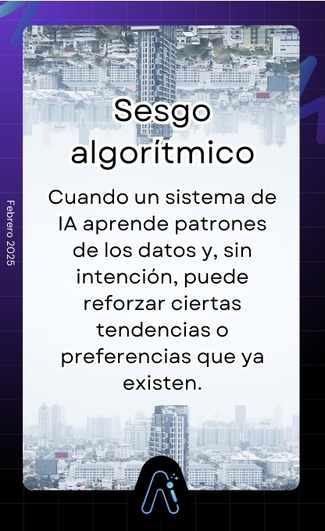 Sesgo
algorítmico
Cuando un sistema de
IA aprende patrones
de los datos y, sin
intención, puede
reforzar ciertas
tendencias o
preferencias que ya
existen.
Febrero 2025